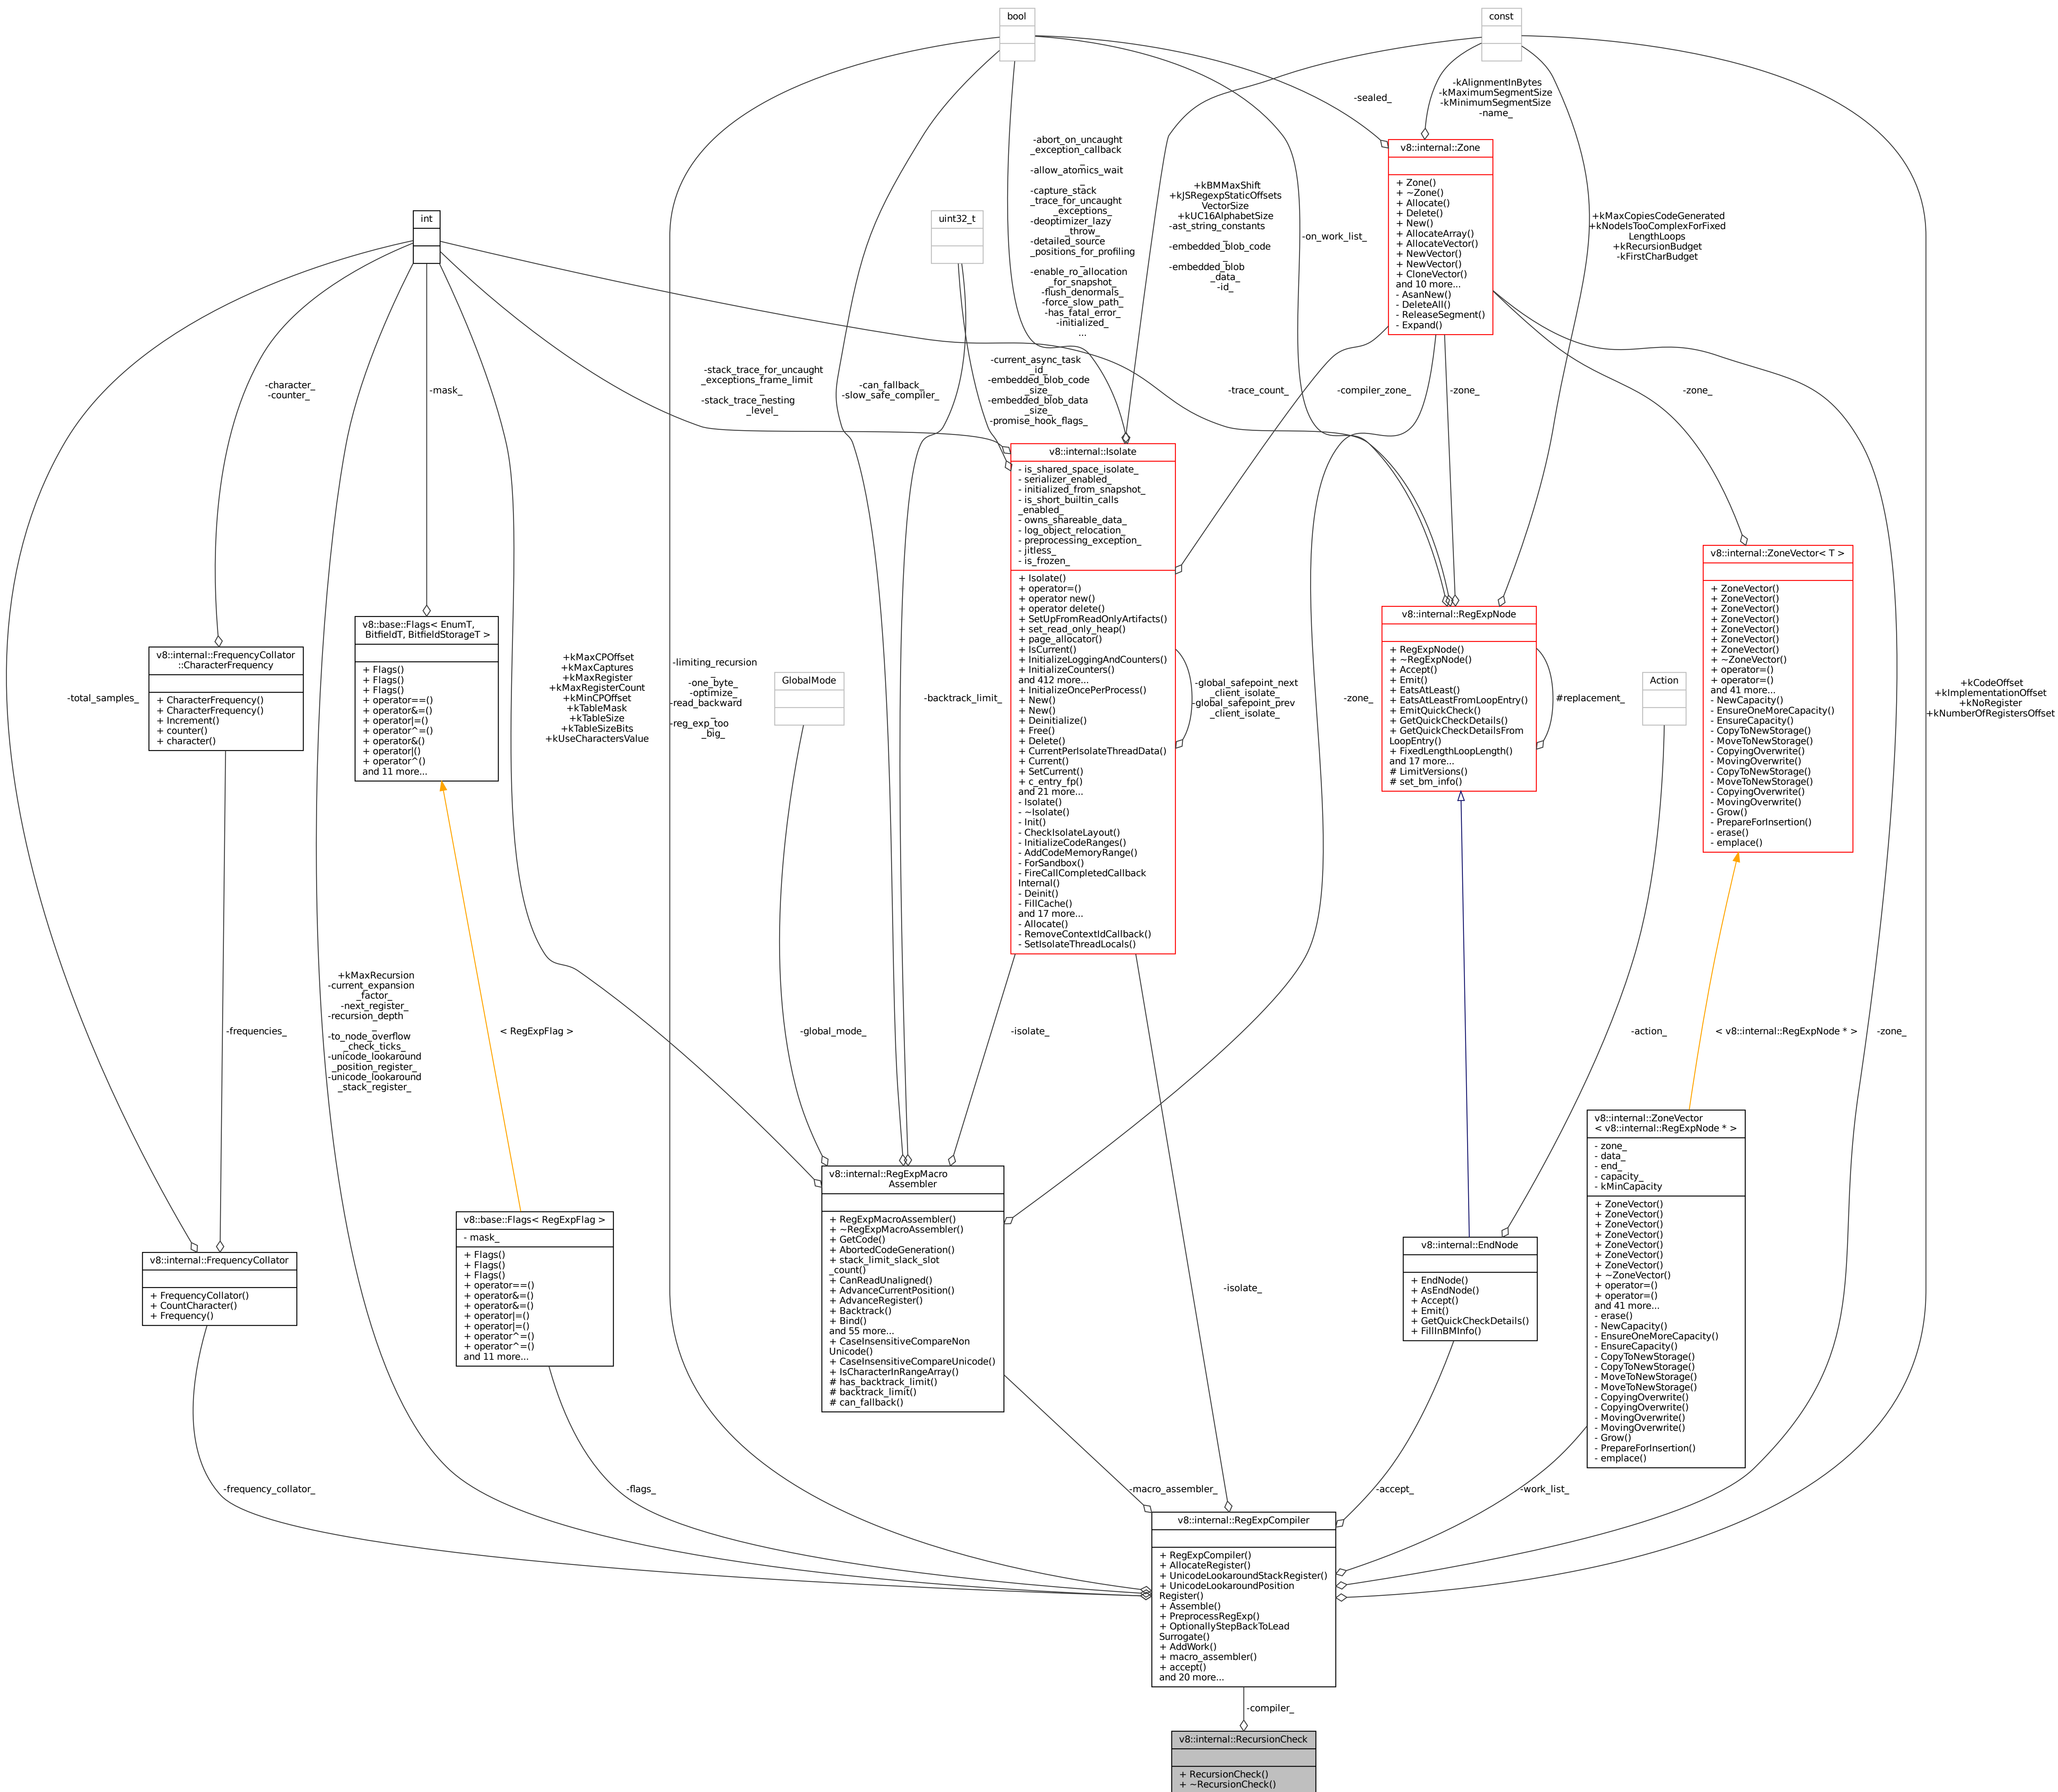 bool
const
-kAlignmentInBytes
-kMaximumSegmentSize
-kMinimumSegmentSize
-name_
-sealed_
-abort_on_uncaught
_exception_callback
_
-allow_atomics_wait
_
-capture_stack
_trace_for_uncaught
_exceptions_
-deoptimizer_lazy
_throw_
-detailed_source
_positions_for_profiling
_
-enable_ro_allocation
_for_snapshot_
-flush_denormals_
-force_slow_path_
-has_fatal_error_
-initialized_
...
v8::internal::Zone
+ Zone()
+ ~Zone()
+ Allocate()
+ Delete()
+ New()
+ AllocateArray()
+ AllocateVector()
+ NewVector()
+ NewVector()
+ CloneVector()
and 10 more...
- AsanNew()
- DeleteAll()
- ReleaseSegment()
- Expand()
+kBMMaxShift
+kJSRegexpStaticOffsets
VectorSize
+kUC16AlphabetSize
-ast_string_constants
_
-embedded_blob_code
_
-embedded_blob
_data_
-id_
int
uint32_t
-on_work_list_
+kMaxCopiesCodeGenerated
+kNodeIsTooComplexForFixed
LengthLoops
+kRecursionBudget
-kFirstCharBudget
-character_
-counter_
-mask_
-stack_trace_for_uncaught
_exceptions_frame_limit
_
-stack_trace_nesting
_level_
-can_fallback_
-slow_safe_compiler_
-current_async_task
_id_
-embedded_blob_code
_size_
-embedded_blob_data
_size_
-promise_hook_flags_
-trace_count_
-compiler_zone_
-zone_
-zone_
v8::internal::Isolate
- is_shared_space_isolate_
- serializer_enabled_
- initialized_from_snapshot_
- is_short_builtin_calls
_enabled_
- owns_shareable_data_
- log_object_relocation_
- preprocessing_exception_
- jitless_
- is_frozen_
+ Isolate()
+ operator=()
+ operator new()
+ operator delete()
+ SetUpFromReadOnlyArtifacts()
+ set_read_only_heap()
+ page_allocator()
+ IsCurrent()
+ InitializeLoggingAndCounters()
+ InitializeCounters()
and 412 more...
+ InitializeOncePerProcess()
+ New()
+ New()
+ Deinitialize()
+ Free()
+ Delete()
+ CurrentPerIsolateThreadData()
+ Current()
+ SetCurrent()
+ c_entry_fp()
and 21 more...
- Isolate()
- ~Isolate()
- Init()
- CheckIsolateLayout()
- InitializeCodeRanges()
- AddCodeMemoryRange()
- ForSandbox()
- FireCallCompletedCallback
Internal()
- Deinit()
- FillCache()
and 17 more...
- Allocate()
- RemoveContextIdCallback()
- SetIsolateThreadLocals()
v8::internal::ZoneVector< T >
+ ZoneVector()
+ ZoneVector()
+ ZoneVector()
+ ZoneVector()
+ ZoneVector()
+ ZoneVector()
+ ZoneVector()
+ ~ZoneVector()
+ operator=()
+ operator=()
and 41 more...
- NewCapacity()
- EnsureOneMoreCapacity()
- EnsureCapacity()
- CopyToNewStorage()
- MoveToNewStorage()
- CopyingOverwrite()
- MovingOverwrite()
- CopyToNewStorage()
- MoveToNewStorage()
- CopyingOverwrite()
- MovingOverwrite()
- Grow()
- PrepareForInsertion()
- erase()
- emplace()
v8::internal::RegExpNode
+ RegExpNode()
+ ~RegExpNode()
+ Accept()
+ Emit()
+ EatsAtLeast()
+ EatsAtLeastFromLoopEntry()
+ EmitQuickCheck()
+ GetQuickCheckDetails()
+ GetQuickCheckDetailsFrom
LoopEntry()
+ FixedLengthLoopLength()
and 17 more...
# LimitVersions()
# set_bm_info()
v8::base::Flags< EnumT,
BitfieldT, BitfieldStorageT >
+ Flags()
+ Flags()
+ Flags()
+ operator==()
+ operator&=()
+ operator|=()
+ operator^=()
+ operator&()
+ operator|()
+ operator^()
and 11 more...
v8::internal::FrequencyCollator
::CharacterFrequency
+ CharacterFrequency()
+ CharacterFrequency()
+ Increment()
+ counter()
+ character()
+kMaxCPOffset
+kMaxCaptures
+kMaxRegister
+kMaxRegisterCount
+kMinCPOffset
+kTableMask
+kTableSize
+kTableSizeBits
+kUseCharactersValue
-limiting_recursion
_
-one_byte_
-optimize_
-read_backward
_
-reg_exp_too
_big_
GlobalMode
-global_safepoint_next
_client_isolate_
-global_safepoint_prev
_client_isolate_
#replacement_
Action
-total_samples_
-backtrack_limit_
-zone_
+kCodeOffset
+kImplementationOffset
+kNoRegister
+kNumberOfRegistersOffset
+kMaxRecursion
-current_expansion
_factor_
-next_register_
-recursion_depth
_
-to_node_overflow
_check_ticks_
-unicode_lookaround
_position_register_
-unicode_lookaround
_stack_register_
-frequencies_
< RegExpFlag >
-global_mode_
-isolate_
-action_
< v8::internal::RegExpNode * >
-zone_
v8::internal::ZoneVector
< v8::internal::RegExpNode * >
- zone_
- data_
- end_
- capacity_
- kMinCapacity
+ ZoneVector()
+ ZoneVector()
+ ZoneVector()
+ ZoneVector()
+ ZoneVector()
+ ZoneVector()
+ ZoneVector()
+ ~ZoneVector()
+ operator=()
+ operator=()
and 41 more...
- erase()
- NewCapacity()
- EnsureOneMoreCapacity()
- EnsureCapacity()
- CopyToNewStorage()
- CopyToNewStorage()
- MoveToNewStorage()
- MoveToNewStorage()
- CopyingOverwrite()
- CopyingOverwrite()
- MovingOverwrite()
- MovingOverwrite()
- Grow()
- PrepareForInsertion()
- emplace()
v8::internal::RegExpMacro
Assembler
+ RegExpMacroAssembler()
+ ~RegExpMacroAssembler()
+ GetCode()
+ AbortedCodeGeneration()
+ stack_limit_slack_slot
_count()
+ CanReadUnaligned()
+ AdvanceCurrentPosition()
+ AdvanceRegister()
+ Backtrack()
+ Bind()
and 55 more...
+ CaseInsensitiveCompareNon
Unicode()
+ CaseInsensitiveCompareUnicode()
+ IsCharacterInRangeArray()
# has_backtrack_limit()
# backtrack_limit()
# can_fallback()
v8::base::Flags< RegExpFlag >
- mask_
+ Flags()
+ Flags()
+ Flags()
+ operator==()
+ operator&=()
+ operator&=()
+ operator|=()
+ operator|=()
+ operator^=()
+ operator^=()
and 11 more...
v8::internal::FrequencyCollator
+ FrequencyCollator()
+ CountCharacter()
+ Frequency()
v8::internal::EndNode
+ EndNode()
+ AsEndNode()
+ Accept()
+ Emit()
+ GetQuickCheckDetails()
+ FillInBMInfo()
-isolate_
-frequency_collator_
-flags_
-macro_assembler_
-accept_
-work_list_
v8::internal::RegExpCompiler
+ RegExpCompiler()
+ AllocateRegister()
+ UnicodeLookaroundStackRegister()
+ UnicodeLookaroundPosition
Register()
+ Assemble()
+ PreprocessRegExp()
+ OptionallyStepBackToLead
Surrogate()
+ AddWork()
+ macro_assembler()
+ accept()
and 20 more...
-compiler_
v8::internal::RecursionCheck
+ RecursionCheck()
+ ~RecursionCheck()